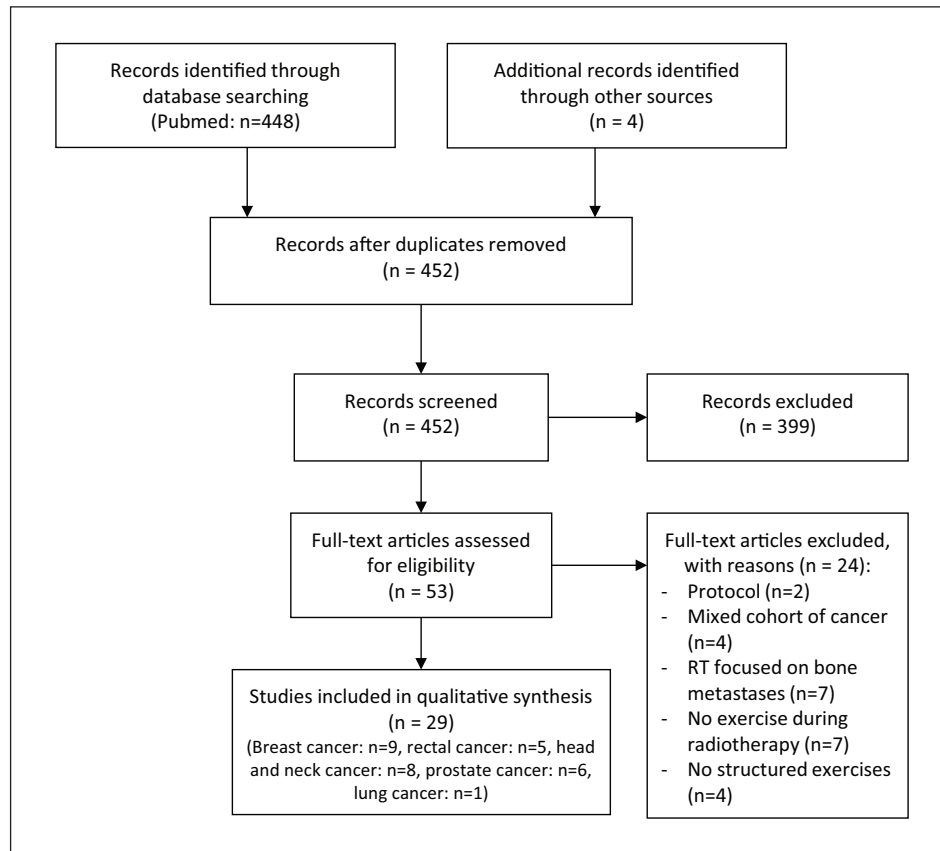 Records identified through
database searching
(Pubmed: n=448)
Additional records identified
through other sources
(n = 4)
Records after duplicates removed
(n = 452)
Records screened
(n = 452)
Records excluded
(n = 399)
Full-text articles assessed
for eligibility
(n = 53)
Full-text articles excluded,
with reasons (n = 24):
- Protocol (n=2)
- Mixed cohort of cancer
(n=4)
- RT focused on bone
metastases (n=7)
- No exercise during
radiotherapy (n=7)
- No structured exercises
(n=4)
Studies included in qualitative synthesis
(n = 29)
(Breast cancer: n=9, rectal cancer: n=5, head
and neck cancer: n=8, prostate cancer: n=6,
lung cancer: n=1)